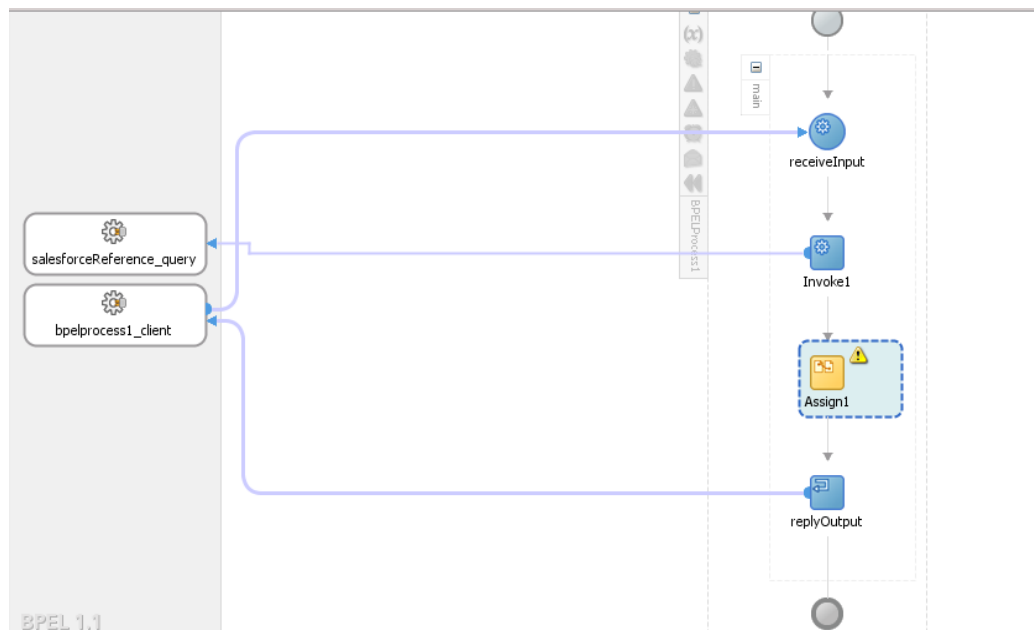 (x)
main
receiveInput
salesforceReference_query
BPELProcess1
Invoke1
bpelprocess1_client
Assign1
replyOutput
BPEL 1.1